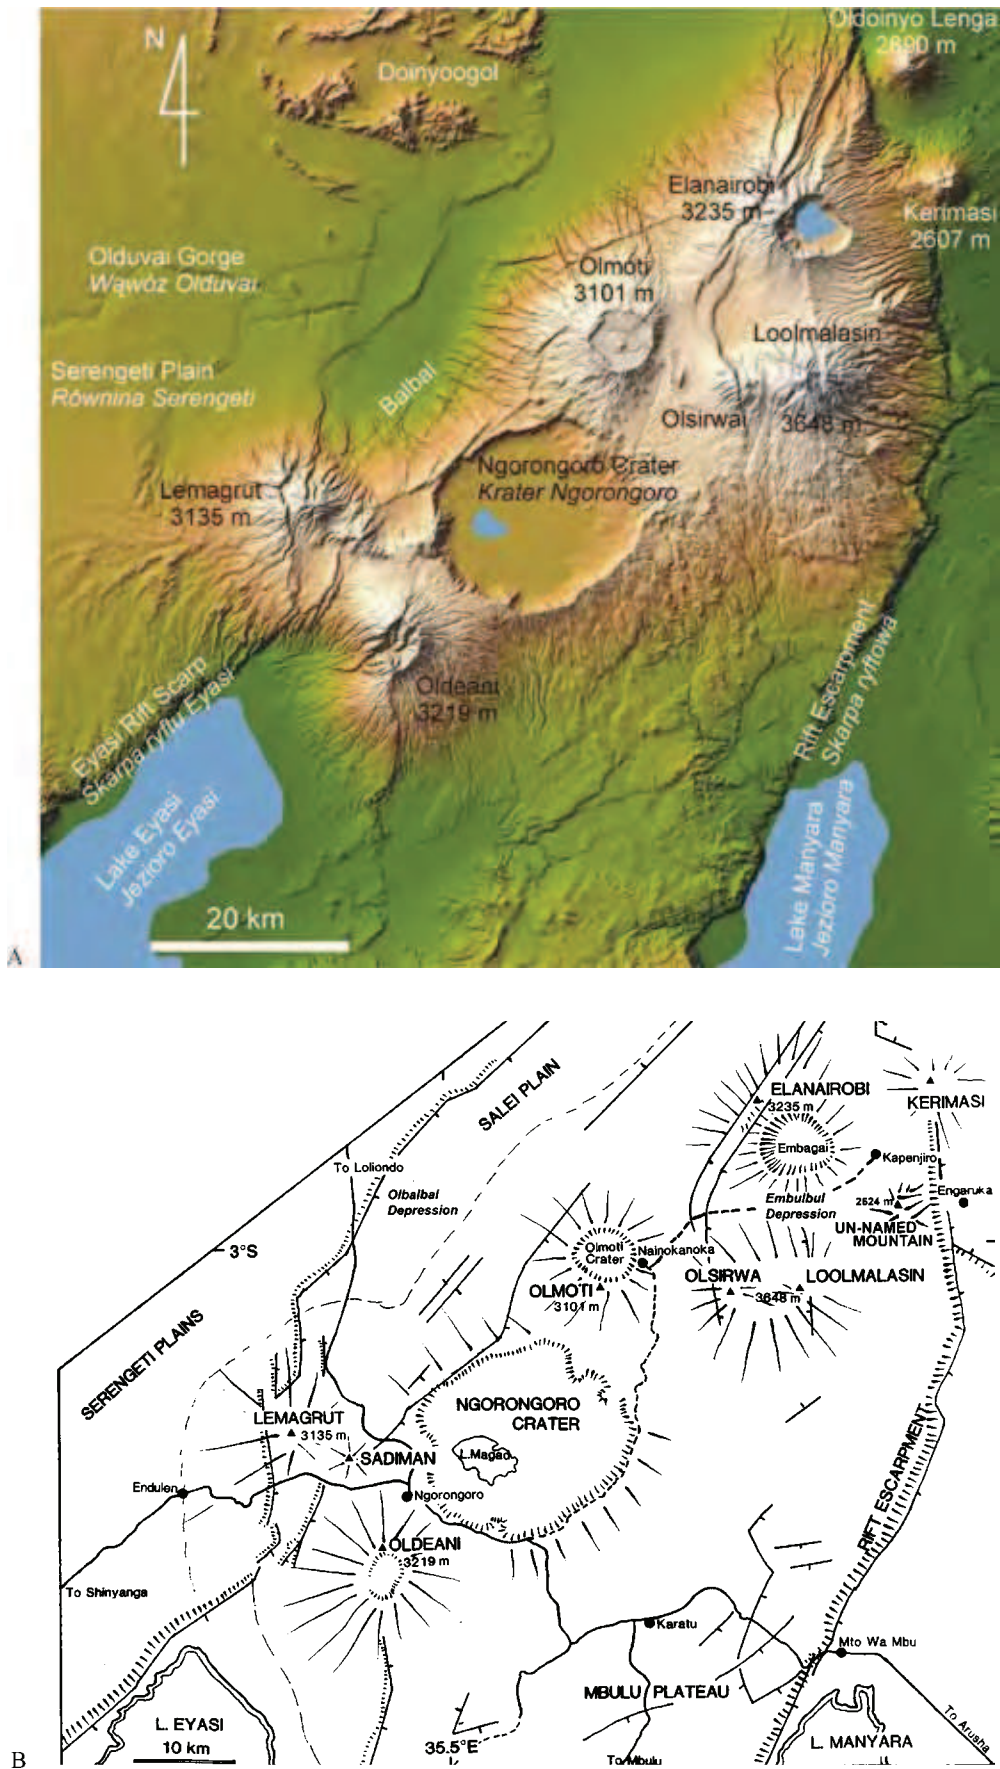 Oldoinyo Lenga
2890 m
N
Doinyoogol
Elanairobi
3235 m
Kerimasi
2607 m
Olduvai Gorge
Wąwóz Olduvai
Olmoti
3101 m
Loolmalasin
Serengeti Plain
Równina Serengeti
Balbal
Olsirwa
3648 m
Ngorongoro Crater
Krater Ngorongoro
Lemagrut
3135 m
Oldeani
3219 m
Eyasi Rift Scarp
Skarpa ryftu Eyasi
Rift Escarpment
Skarpa ryftowa
Lake Eyasi
Jezioro Eyasi
Lake Manyara
Jezioro Manyara
20 km
A
SALEI PLAIN
ELANAIROBI
3235 m
KERIMASI
To Loliondo
Embagai
Kapenjiro
Olbalbal
Depression
Embulbul
Depression
2524 m
Engaruka
UN-NAMED
MOUNTAIN
3°S
Olmoti
Crater
Nainokanoka
OLMOTI
3101 m
OLSIRWA
LOOLMALASIN
3648 m
SERENGETI PLAINS
NGORONGORO
CRATER
LEMAGRUT
3135 m
L.Magad
SADIMAN
RIFT ESCARPMENT
Endulen
Ngorongoro
OLDEANI
3219 m
To Shinyanga
Karatu
Mto Wa Mbu
MBULU PLATEAU
L. EYASI
10 km
35.5°E
To Mbulu
L. MANYARA
To Arusha
B